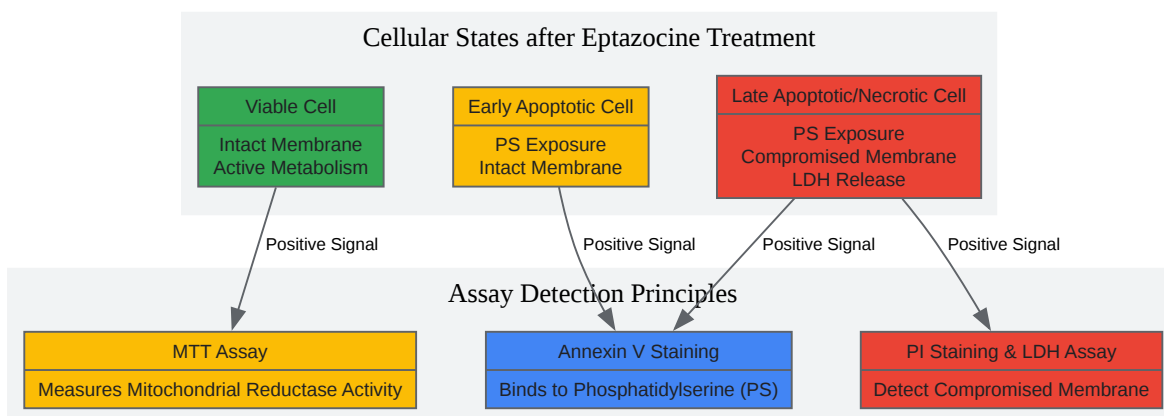 Cellular States after Eptazocine Treatment
Viable Cell
Intact Membrane
Active Metabolism
Early Apoptotic Cell
PS Exposure
Intact Membrane
Late Apoptotic/Necrotic Cell
PS Exposure
Compromised Membrane
LDH Release
Positive Signal
Positive Signal
Positive Signal
Positive Signal
Assay Detection Principles
MTT Assay
Measures Mitochondrial Reductase Activity
Annexin V Staining
Binds to Phosphatidylserine (PS)
PI Staining & LDH Assay
Detect Compromised Membrane